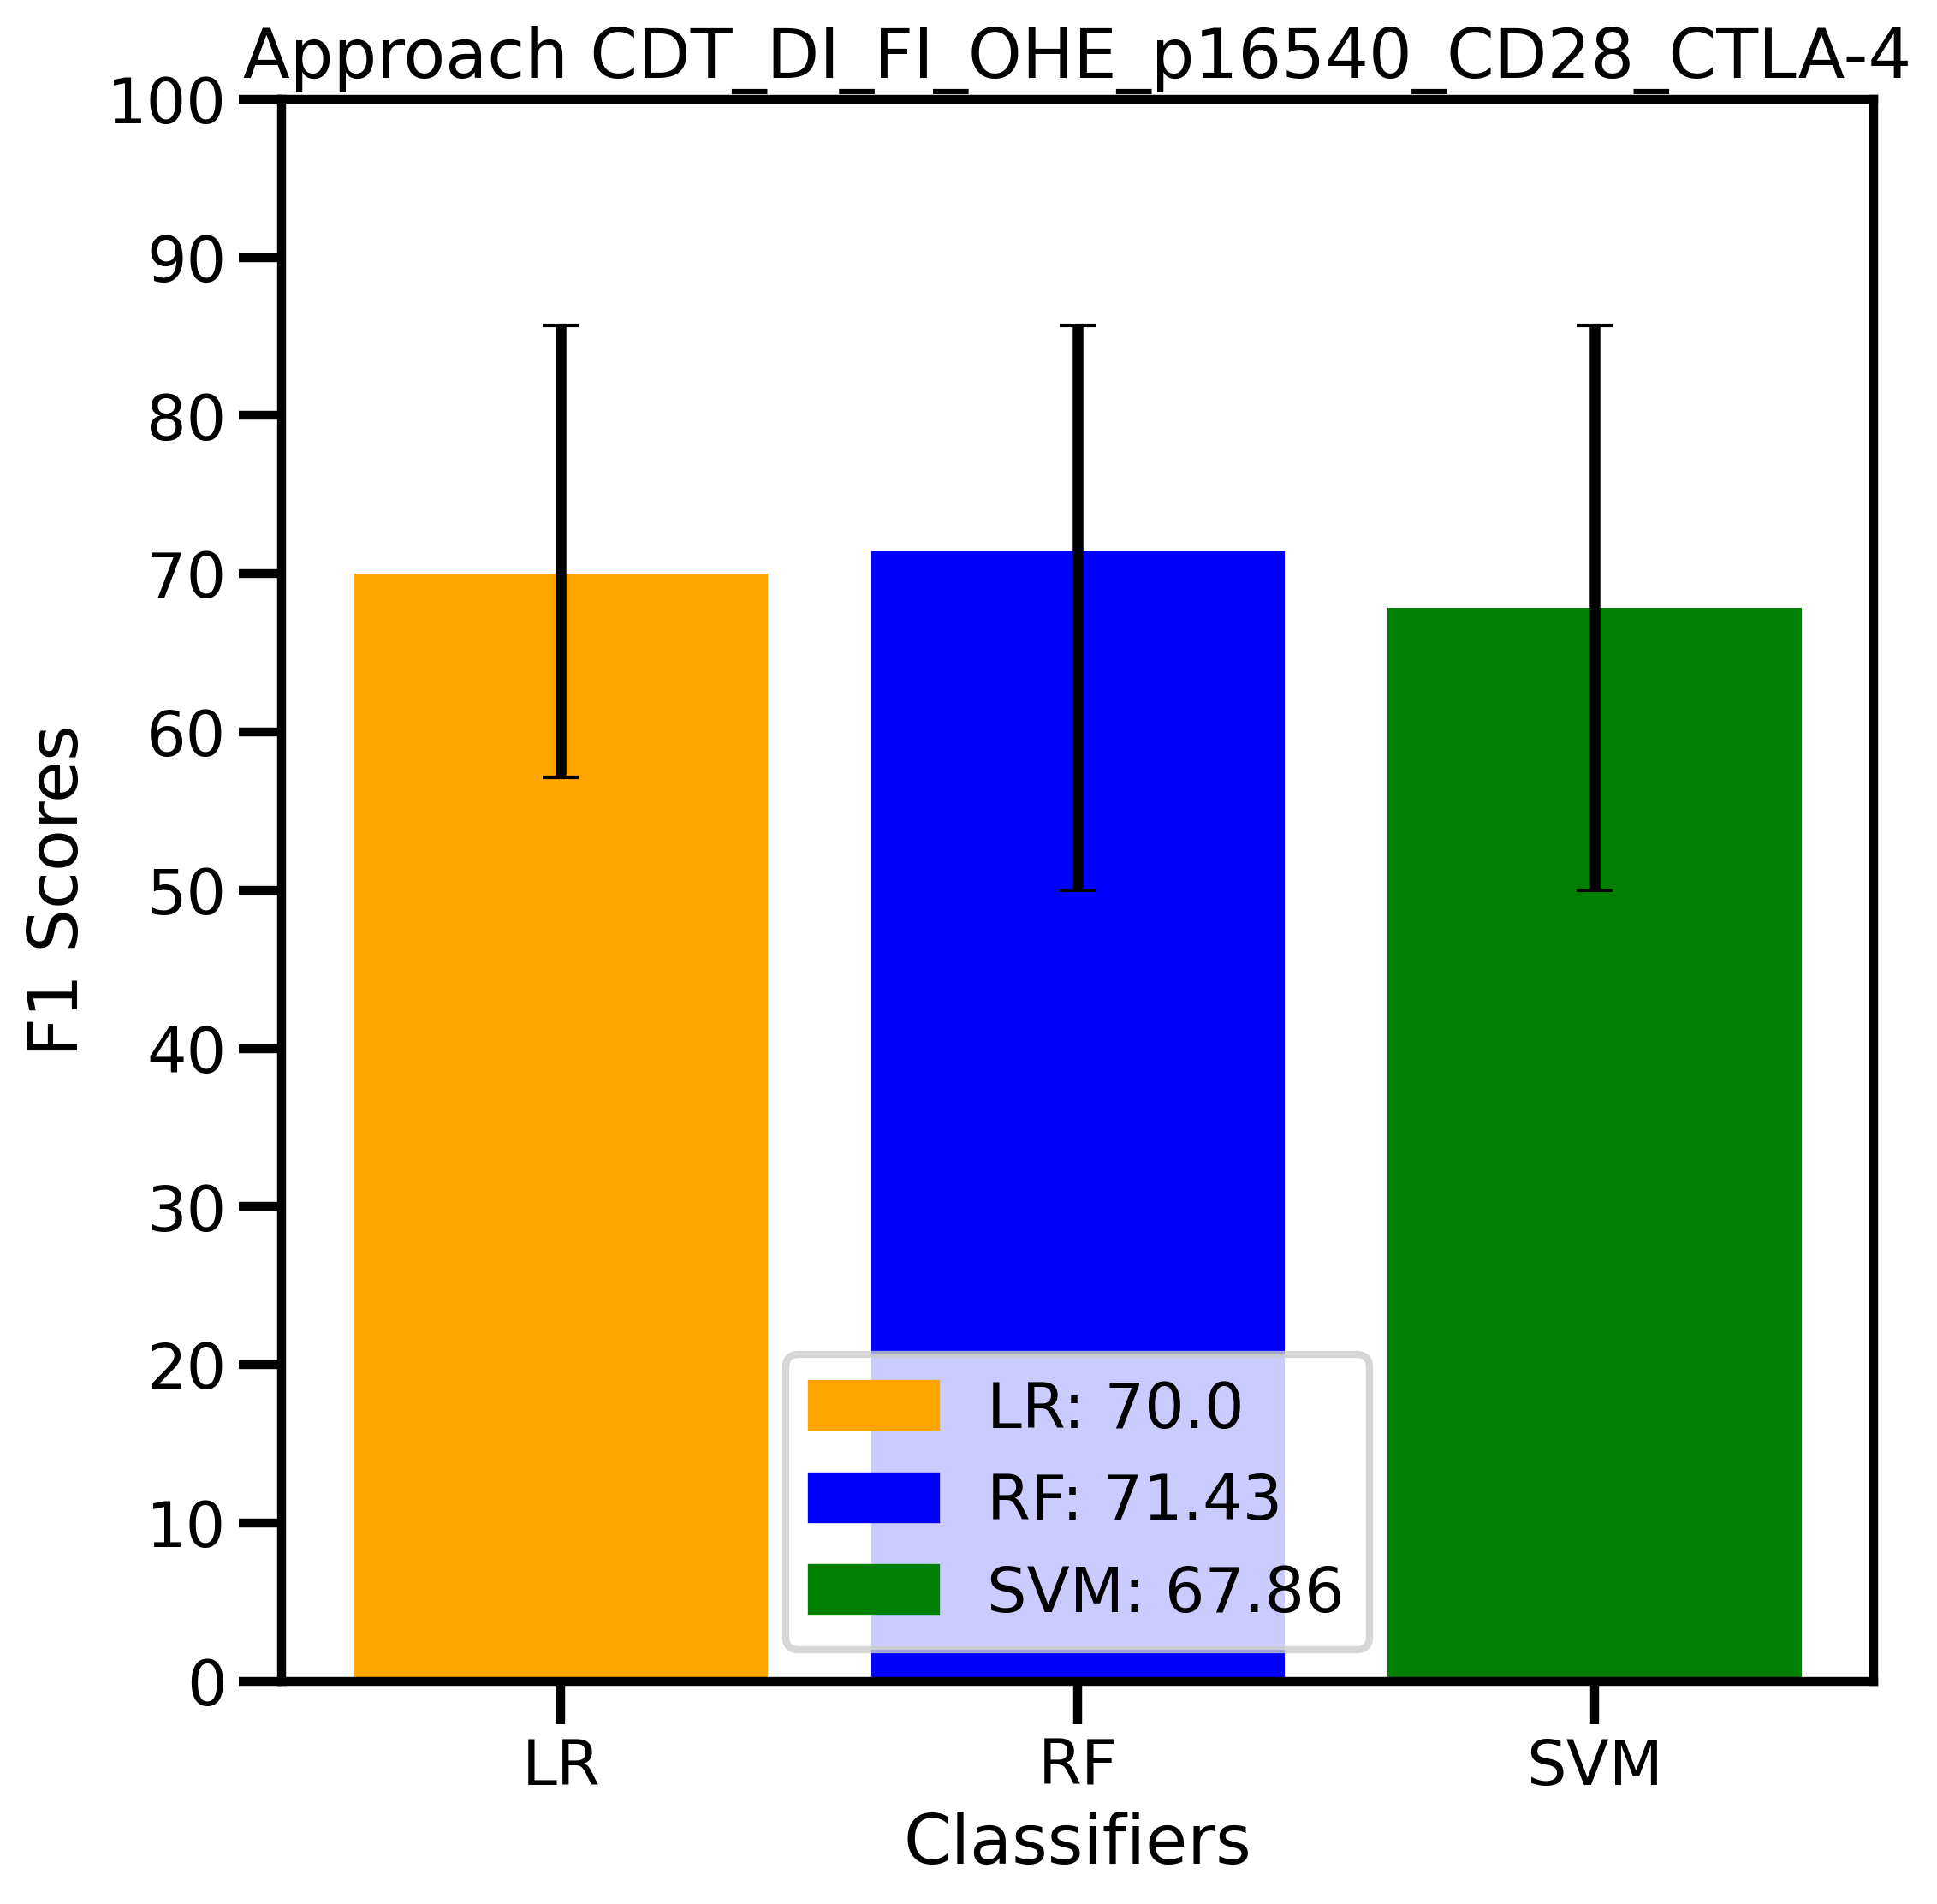 Approach CDT_DI_FI_OHE_p16540_CD28_CTLA-4
100
90
80
70
60
50
40
30
20
10
0
F1 Scores
LR: 70.0
RF: 71.43
SVM: 67.86
LR RF SVM
Classifiers